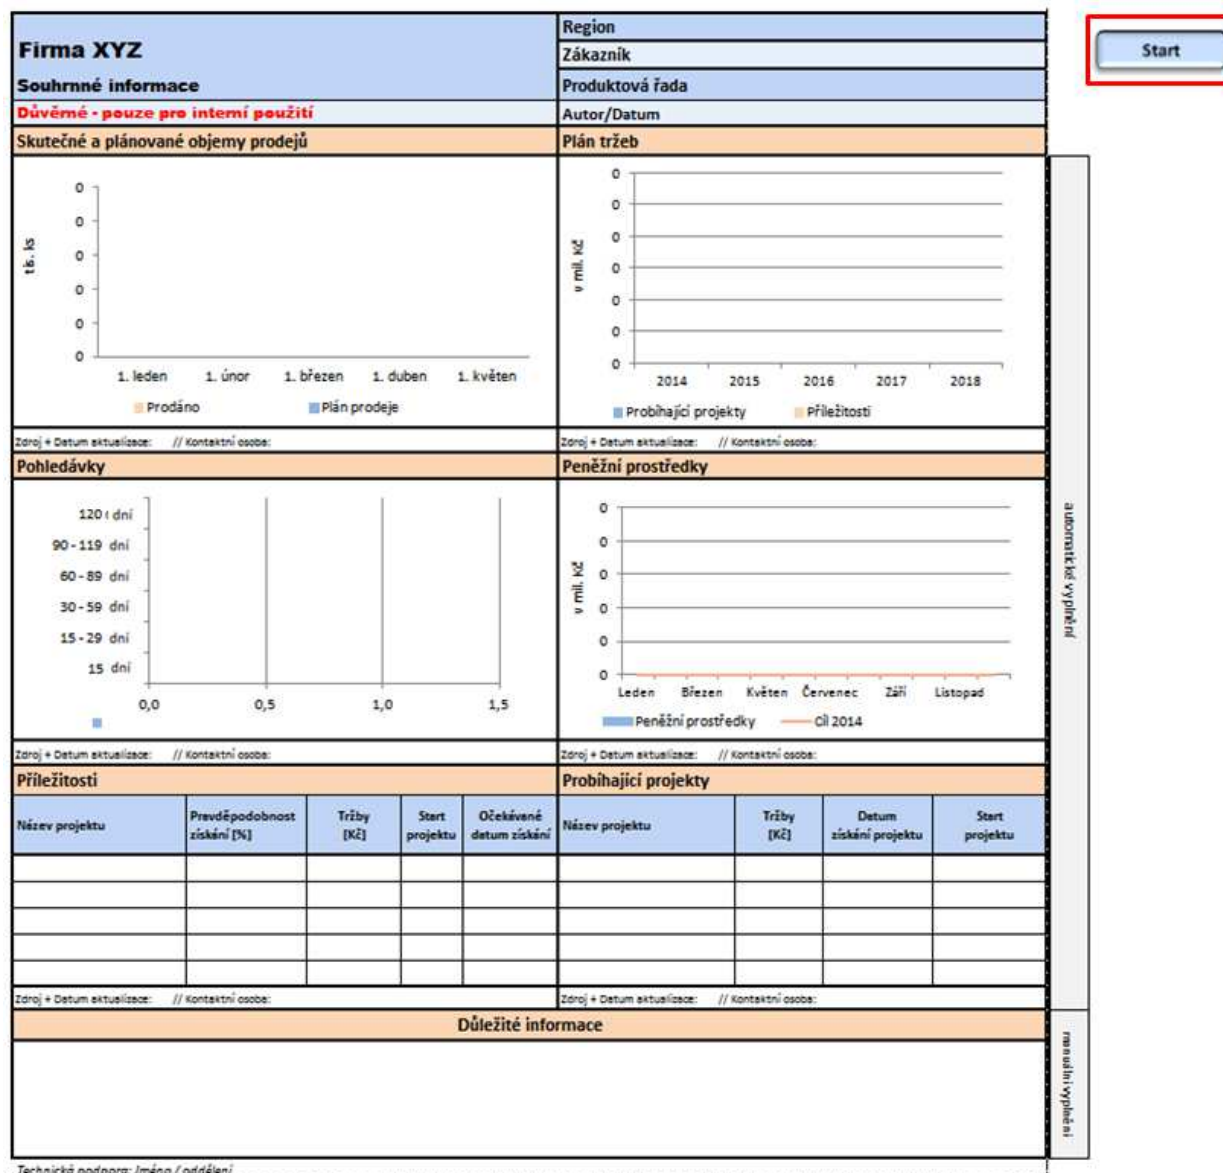 Firma XYZ
Souhrnné informace
Důvěrné - pouze pro interní použití
Region
Zákazník
Produktová řada
Autor/Datum
Start
Skutečné a plánované objemy prodejů
Plán tržeb
tis. ks
0
0
0
0
0
0
1. leden 1. únor 1. březen 1. duben 1. květen
Prodáno Plán prodeje
v mil. Kč
0
0
0
0
0
0
0
2014 2015 2016 2017 2018
Probíhající projekty Příležitosti
Zdroj + Datum aktualizace: // Kontaktní osoba:
Zdroj + Datum aktualizace: // Kontaktní osoba:
Pohledávky
Peněžní prostředky
120 dní
90 - 119 dní
60 - 89 dní
30 - 59 dní
15 - 29 dní
15 dní
0,0 0,5 1,0 1,5
v mil. Kč
0
0
0
0
0
0
Leden Březen Květen Červenec Září Listopad
Peněžní prostředky Cíl 2014
automatické vyplnění
Zdroj + Datum aktualizace: // Kontaktní osoba:
Zdroj + Datum aktualizace: // Kontaktní osoba:
Příležitosti
Probíhající projekty
Název projektu
Pravděpodobnost
získání [%]
Tržby
[Kč]
Start
projektu
Očekávané
datum získání
Název projektu
Tržby
[Kč]
Datum
získání projektu
Start
projektu
Zdroj + Datum aktualizace: // Kontaktní osoba:
Zdroj + Datum aktualizace: // Kontaktní osoba:
Důležité informace
manuální vyplnění
Technická podpora: Jméno / oddělení